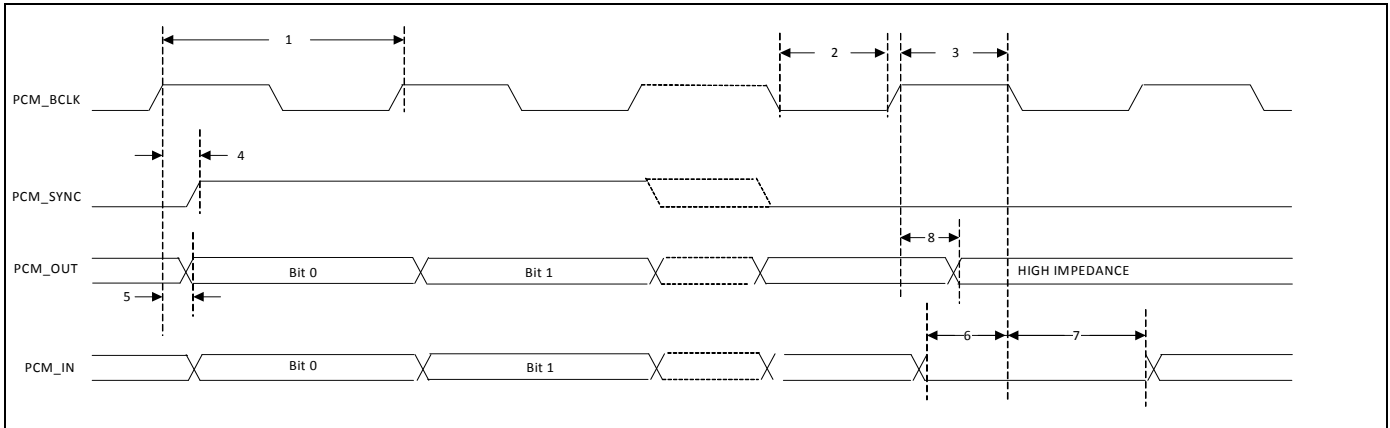 1
2
3
PCM_BCLK
4
PCM_SYNC
8
PCM_OUT
Bit 0
Bit 1
HIGH IMPEDANCE
5
6
7
PCM_IN
Bit 0
Bit 1